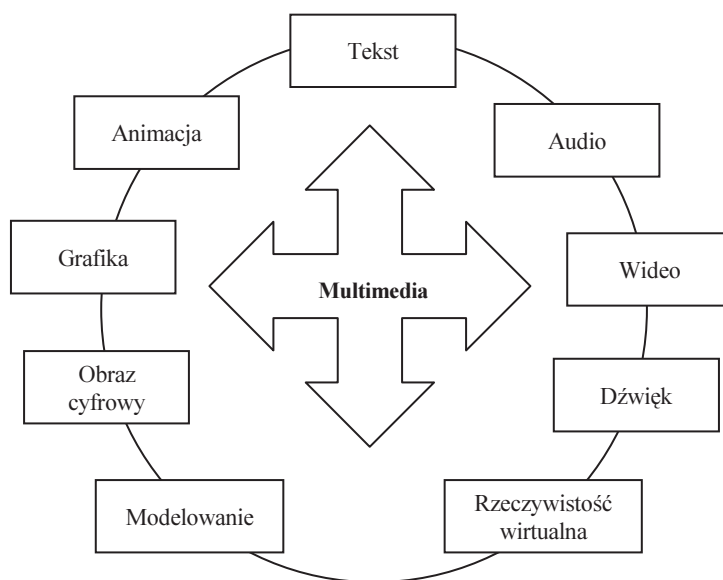 Tekst
Animacja
Audio
Grafika
Wideo
Multimedia
Obraz
cyfrowy
Dźwięk
Modelowanie
Rzeczywistość
wirtualna